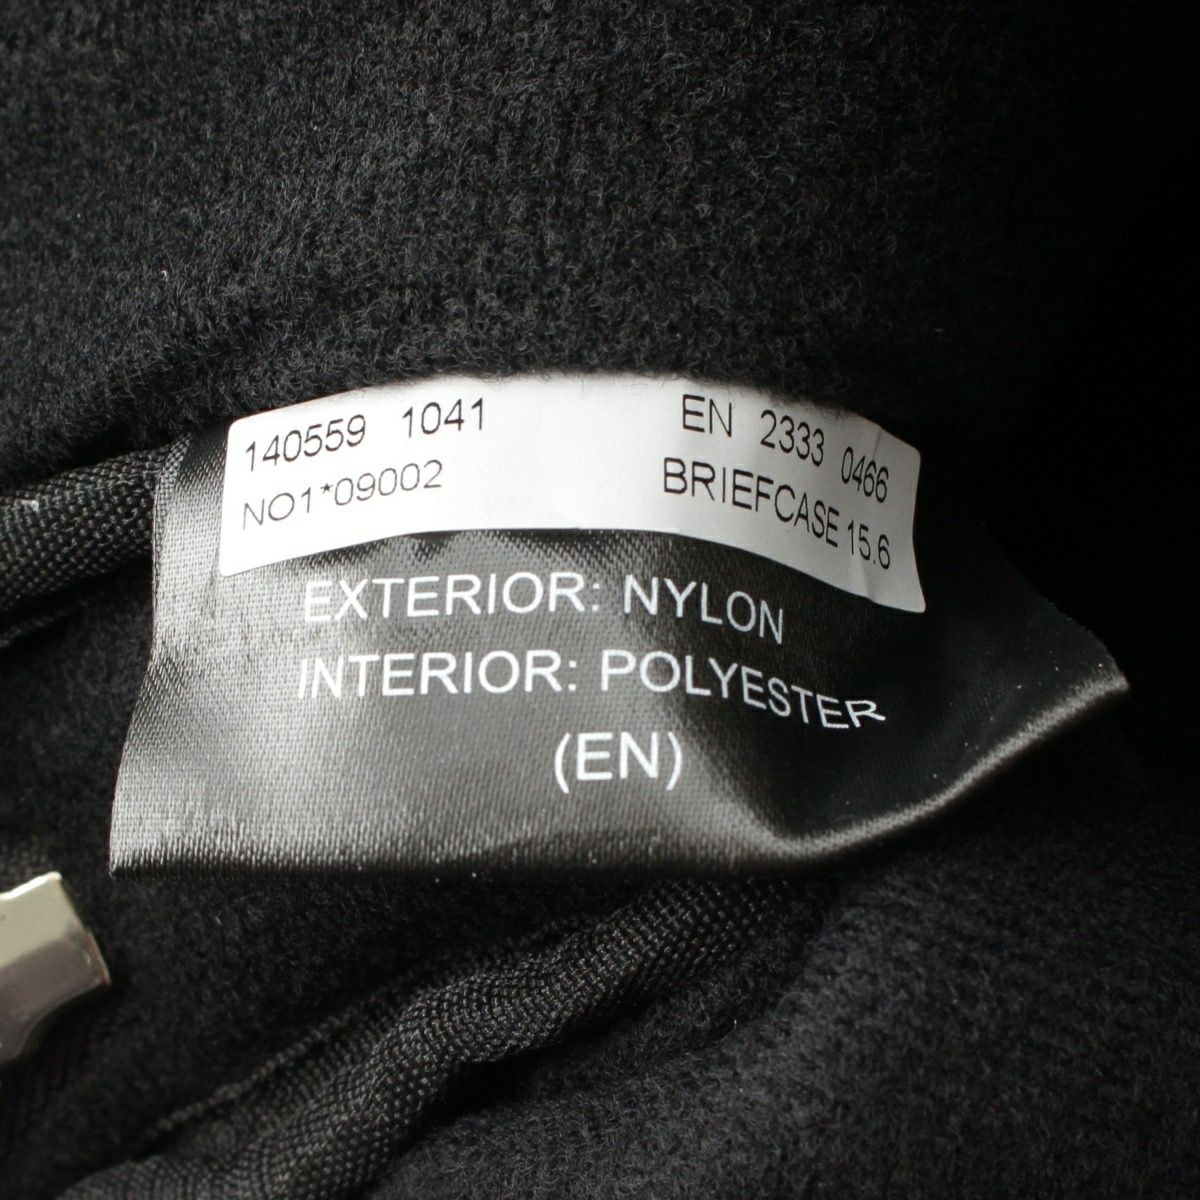 140559 1041 EN 2333 0466
NO1*09002 BRIEFCASE 15.6
EXTERIOR: NYLON
INTERIOR: POLYESTER
(EN)